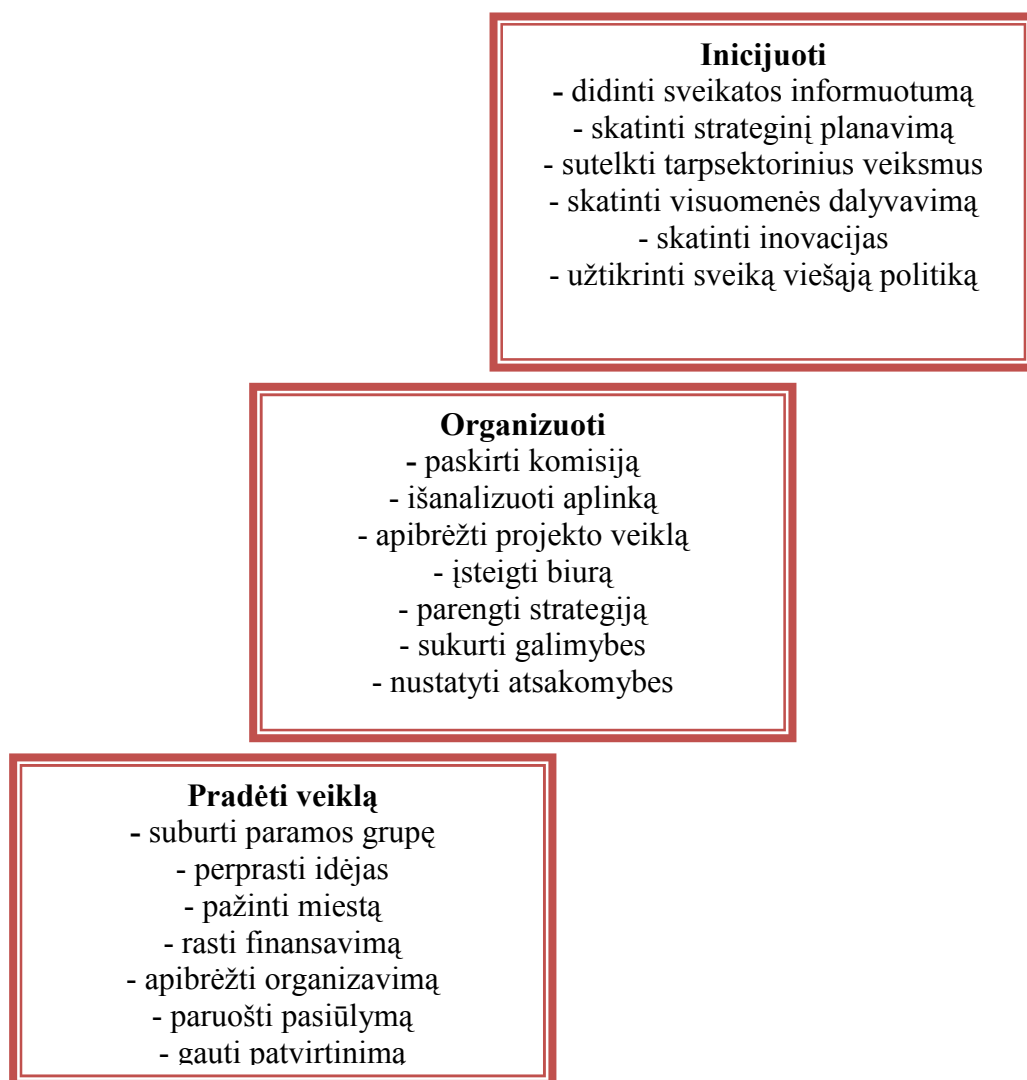 Inicijuoti
- didinti sveikatos informuotumą
- skatinti strateginį planavimą
- sutelkti tarpsektorinius veiksmus
- skatinti visuomenės dalyvavimą
- skatinti inovacijas
- užtikrinti sveiką viešąją politiką
Organizuoti
- paskirti komisiją
- išanalizuoti aplinką
- apibrėžti projekto veiklą
- įsteigti biurą
- parengti strategiją
- sukurti galimybes
- nustatyti atsakomybes
Pradėti veiklą
- suburti paramos grupę
- perprasti idėjas
- pažinti miestą
- rasti finansavimą
- apibrėžti organizavimą
- paruošti pasiūlymą
- gauti patvirtinimą